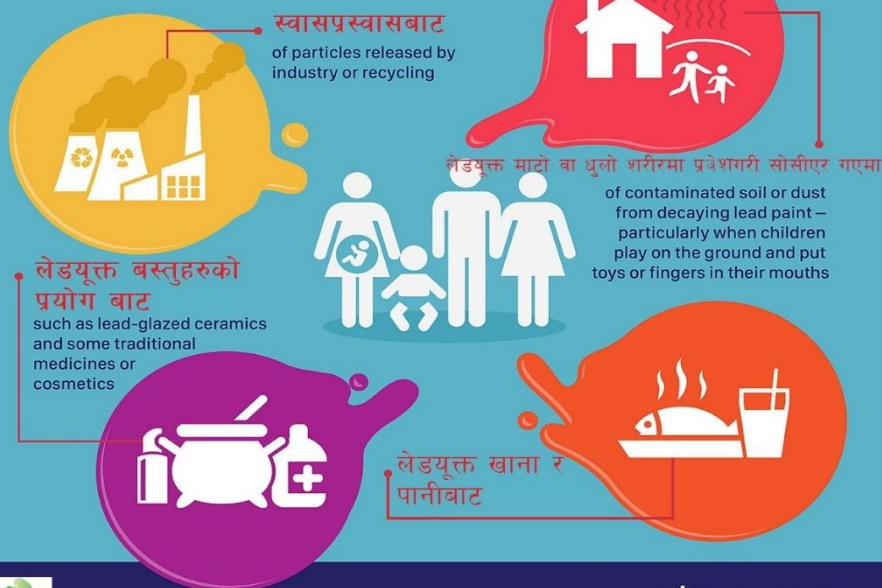 स्वासप्रस्वासबाट
of particles released by
industry or recycling
लेडयूक्त माटो वा धुलो शरीरमा प्रवेशगरी सोसीएर गएमा
of contaminated soil or dust
from decaying lead paint –
particularly when children
play on the ground and put
toys or fingers in their mouths
लेडयूक्त बस्तुहरुको
प्रयोग बाट
such as lead-glazed ceramics
and some traditional
medicines or
cosmetics
लेडयूक्त खाना र
पानीबाट